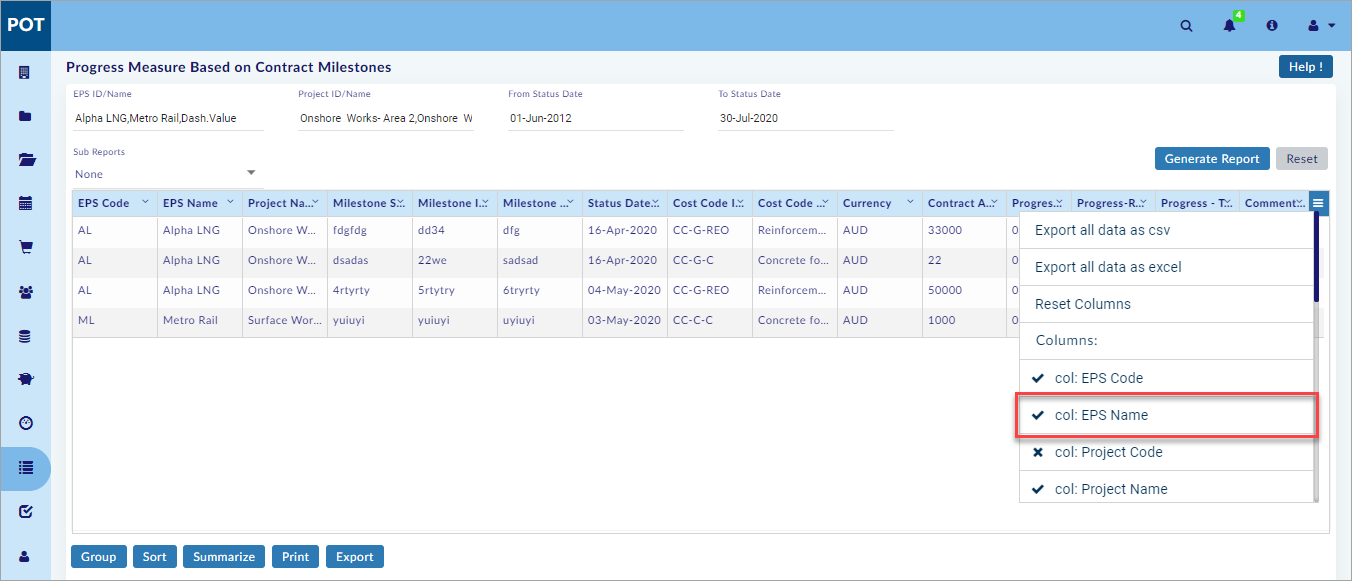 POT
4
Progress Measure Based on Contract Milestones
Help !
EPS ID/Name Project ID/Name From Status Date To Status Date
Alpha LNG,Metro Rail,Dash.Value Onshore Works- Area 2,Onshore W 01-Jun-2012 30-Jul-2020
Sub Reports
None
Generate Report Reset
EPS Code EPS Name Project Na... Milestone S... Milestone I... Milestone ... Status Date... Cost Code I... Cost Code ... Currency Contract A... Progres... Progress-R... Progress - T... Comment...
AL Alpha LNG Onshore W... fdgfdg dd34 dfg 16-Apr-2020 CC-G-REO Reinforcem... AUD 33000 0
AL Alpha LNG Onshore W... dsadas 22we sadsad 16-Apr-2020 CC-G-C Concrete fo... AUD 22 0
AL Alpha LNG Onshore W... 4rtyrty 5rtytry 6tryrty 04-May-2020 CC-G-REO Reinforcem... AUD 50000 0
ML Metro Rail Surface Wor... yuiuyi yuiuyi uyiuyi 03-May-2020 CC-C-C Concrete fo... AUD 1000 0
Export all data as csv
Export all data as excel
Reset Columns
Columns:
col: EPS Code
col: EPS Name
col: Project Code
col: Project Name
Group Sort Summarize Print Export